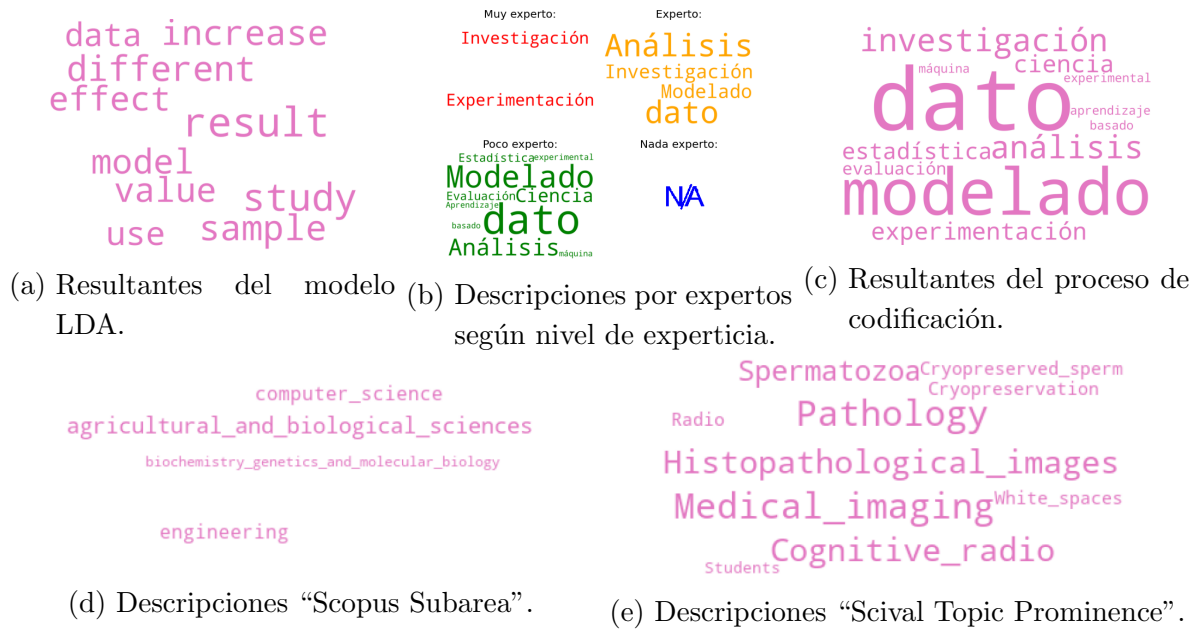 data increase
different
effect
result
model
value study
use sample
(a) Resultantes del modelo
LDA.
Muy experto:
Investigación
Experimentación
Experto:
Análisis
Investigación
Modelado
dato
Poco experto:
Estadística experimental
Modelado
Evaluación Ciencia
Aprendizaje
dato
basado
Análisis máquina
Nada experto:
N/A
(b) Descripciones por expertos
según nivel de experticia.
investigación
máquina ciencia
experimental
dato
aprendizaje
basado
estadística análisis
evaluación
modelado
experimentación
(c) Resultantes del proceso de
codificación.
computer_science
agricultural_and_biological_sciences
biochemistry_genetics_and_molecular_biology
engineering
(d) Descripciones “Scopus Subarea”.
Spermatozoa Cryopreserved_sperm
Cryopreservation
Radio Pathology
Histopathological_images
Medical_imaging White_spaces
Cognitive_radio
Students
(e) Descripciones “Scival Topic Prominence”.